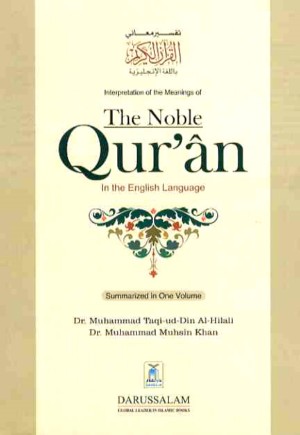 تفسير معاني
القرآن الكريم
باللغة الإنجليزية
Interpretation of the Meanings of
The Noble
Qur'ân
In the English Language
Summarized in One Volume
Dr. Muhammad Taqi-ud-Din Al-Hilali
Dr. Muhammad Muhsin Khan
DARUSSALAM
GLOBAL LEADER IN ISLAMIC BOOKS